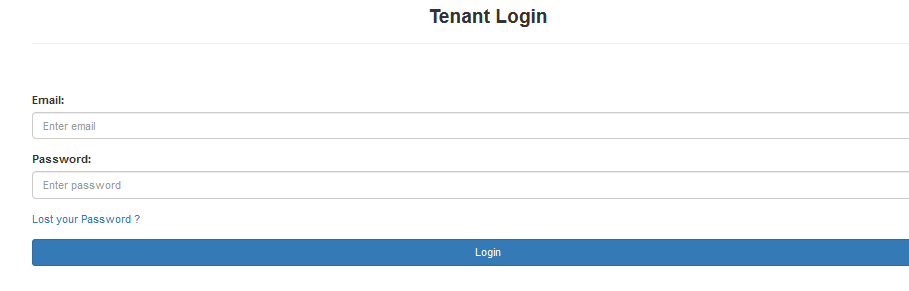 Tenant Login
Email:
Enter email
Password:
Enter password
Lost your Password ?
Login